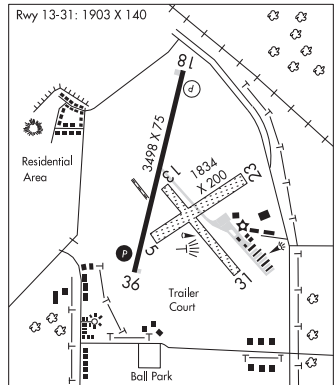 Rwy 13-31: 1903 X 140
18
P
Residential
Area
3498 X 75
13
1834
X 200
23
P
5
36
31
Trailer
Court
Ball Park